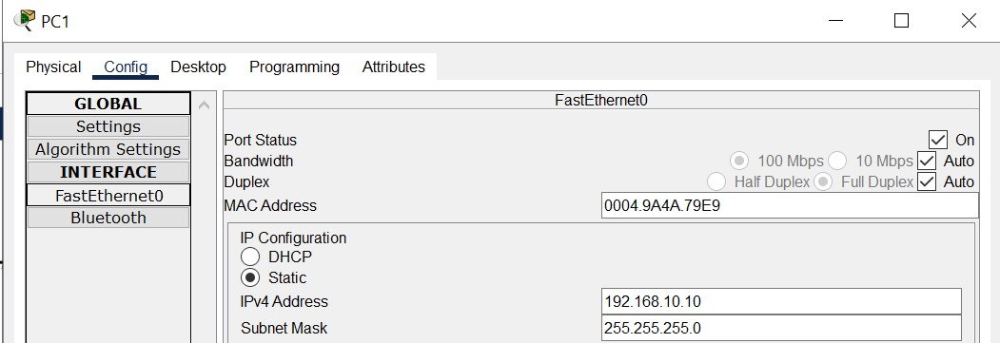 PC1
Physical Config Desktop Programming Attributes
GLOBAL
Settings
Algorithm Settings
INTERFACE
FastEthernet0
Bluetooth
FastEthernet0
Port Status On
Bandwidth 100 Mbps 10 Mbps Auto
Duplex Half Duplex Full Duplex Auto
MAC Address 0004.9A4A.79E9
IP Configuration
DHCP
Static
IPv4 Address 192.168.10.10
Subnet Mask 255.255.255.0